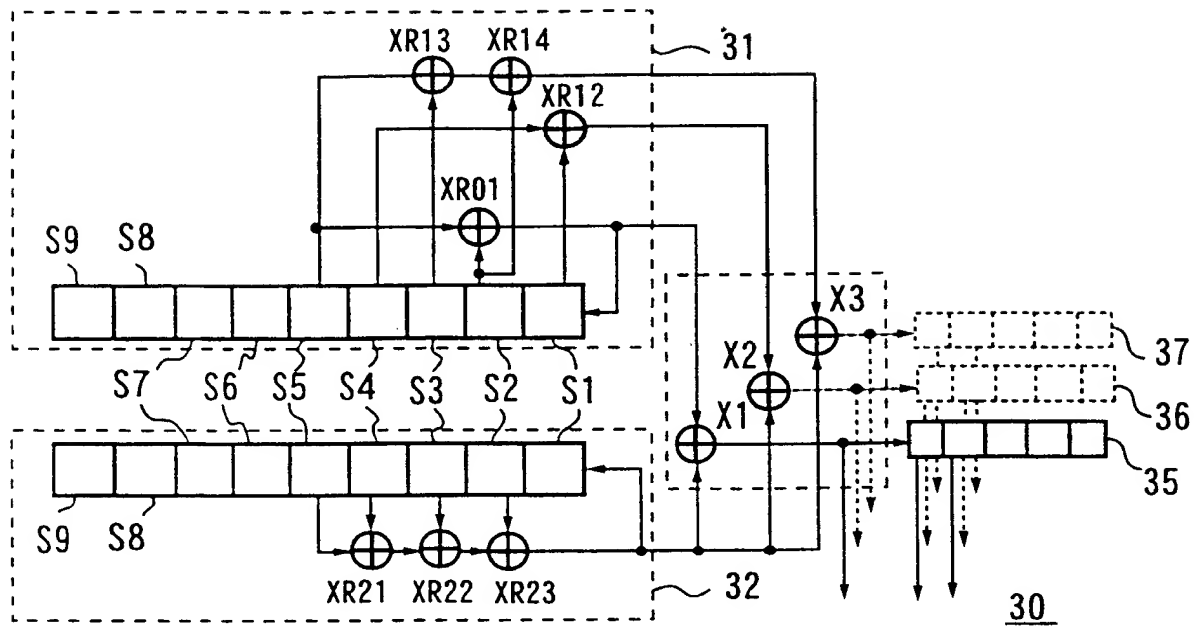 XR13 XR14 31
XR12
XR01
S9 S8
X3
37
X2
S7 S6 S5 S4 S3 S2 S1
36
X1
35
S9 S8
XR21 XR22 XR23 32
30